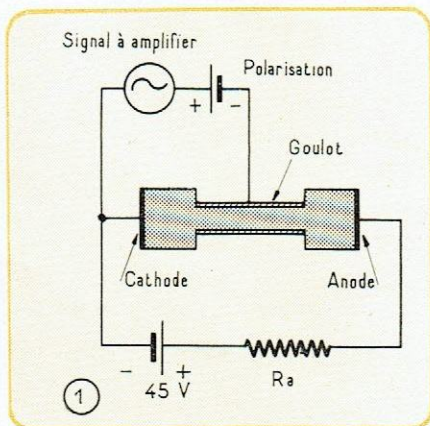 Signal à amplifier
Polarisation
+ -
Goulot
Cathode
Anode
- +
45 V
Ra
1